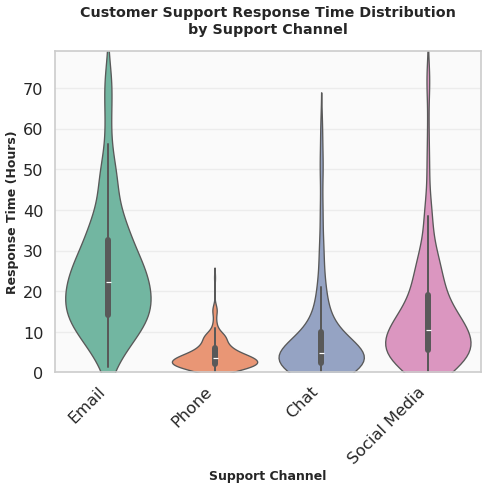 Customer Support Response Time Distribution
by Support Channel
Response Time (Hours)
70
60
50
40
30
20
10
0
Email
Phone
Chat
Social Media
Support Channel